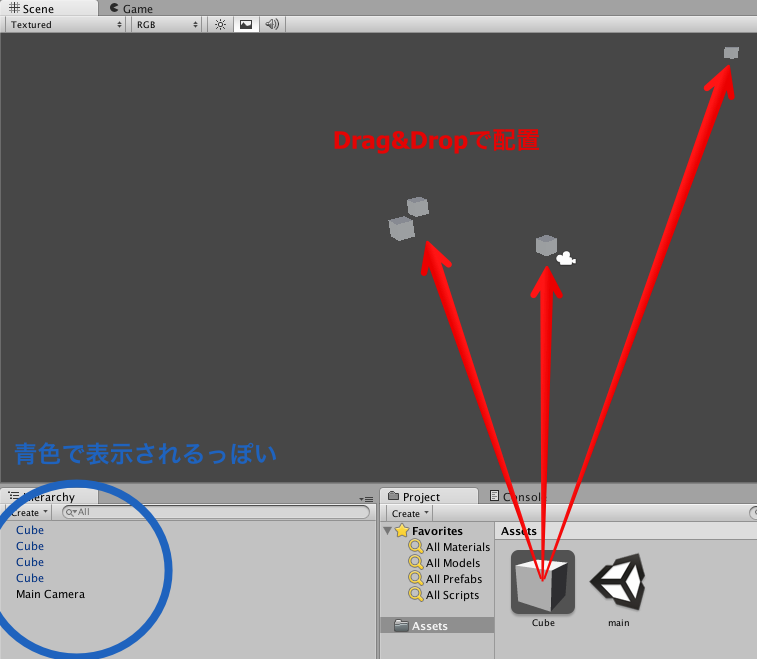 Scene
Game
Textured
RGB
Drag&Dropで配置
青色で表示されるっぽい
Hierarchy
Create
All
Cube
Cube
Cube
Cube
Main Camera
Project
Console
Create
Favorites
All Materials
All Models
All Prefabs
All Scripts
Assets
Assets
Cube
main